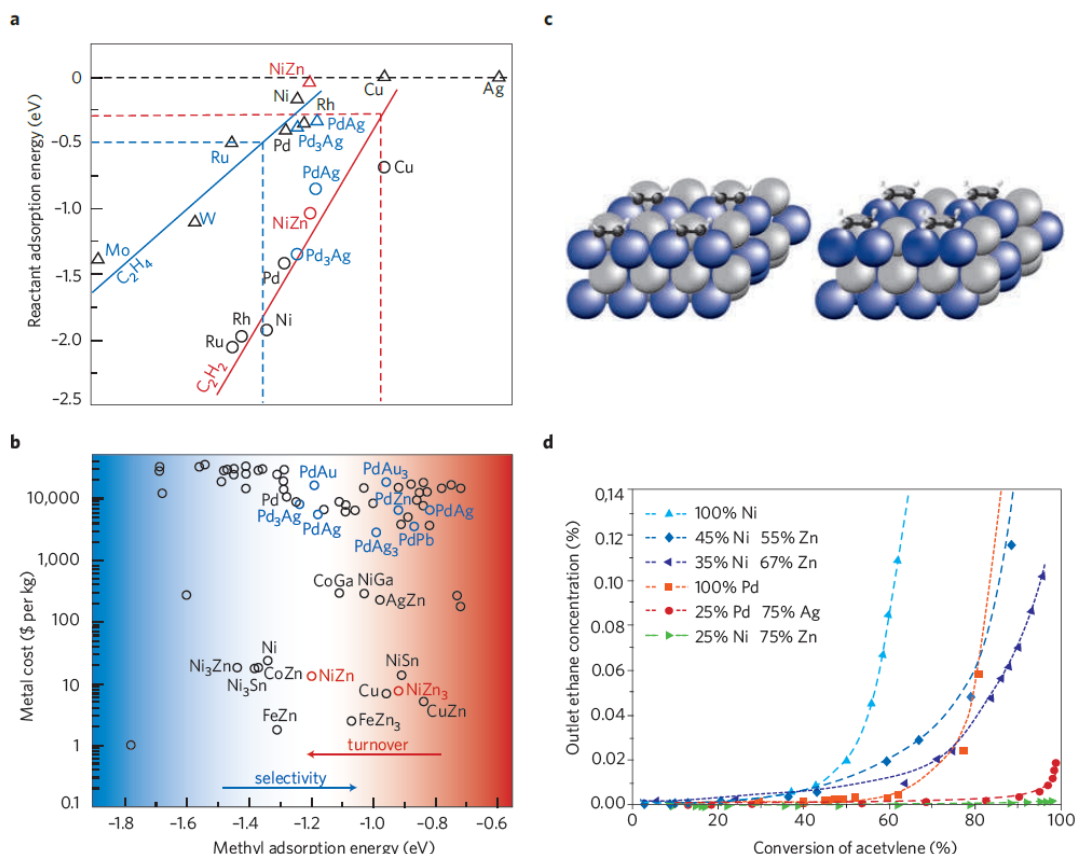 a
Reactant adsorption energy (eV)
0
−0.5
−1.0
−1.5
−2.0
−2.5
NiZn
Ni
Rh
Cu
Ag
PdAg
Pd
Pd₃Ag
Ru
PdAg
Cu
NiZn
W
Pd₃Ag
Mo
C₂H₄
Pd
Rh
Ni
Ru
C₂H₂
b
Metal cost ($ per kg)
10,000
1,000
100
10
1
0.1
PdAu
PdAu₃
Pd
PdZn
Pd₃Ag
PdAg
PdAg
PdAg₃
PdPb
CoGa
NiGa
AgZn
Ni
Ni₃Zn
CoZn
NiZn
NiSn
Ni₃Sn
Cu
NiZn₃
FeZn
FeZn₃
CuZn
turnover
selectivity
−1.8
−1.6
−1.4
−1.2
−1.0
−0.8
−0.6
Methyl adsorption energy (eV)
c
d
Outlet ethane concentration (%)
0,14
0.12
0.10
0.08
0.06
0.04
0.02
0.00
100% Ni
45% Ni 55% Zn
35% Ni 67% Zn
100% Pd
25% Pd 75% Ag
25% Ni 75% Zn
0
20
40
60
80
100
Conversion of acetylene (%)